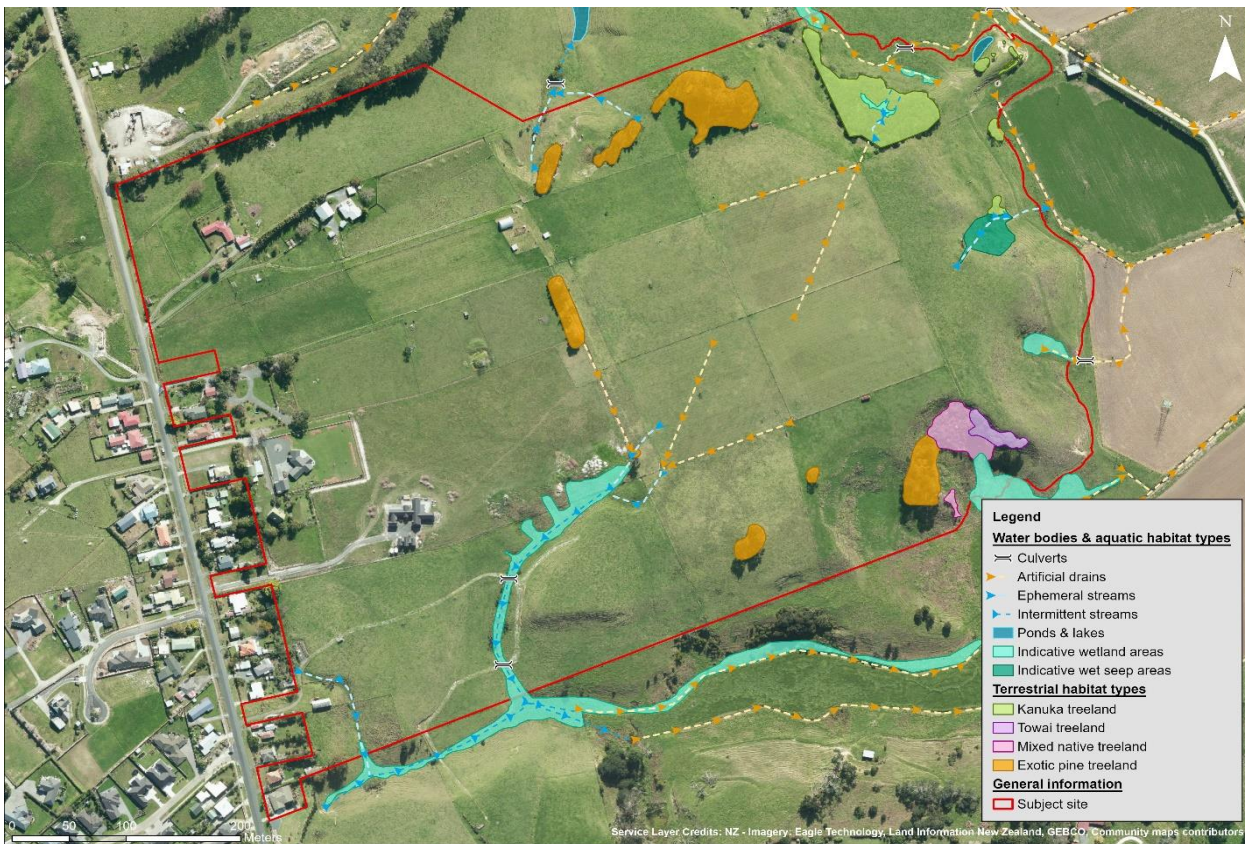 N
Legend
Water bodies & aquatic habitat types
Culverts
Artificial drains
Ephemeral streams
Intermittent streams
Ponds & lakes
Indicative wetland areas
Indicative wet seep areas
Terrestrial habitat types
Kanuka treeland
Towai treeland
Mixed native treeland
Exotic pine treeland
General information
Subject site
0 50 100 200
Meters
Service Layer Credits: NZ - Imagery: Eagle Technology, Land Information New Zealand, GEBCO, Community maps contributors